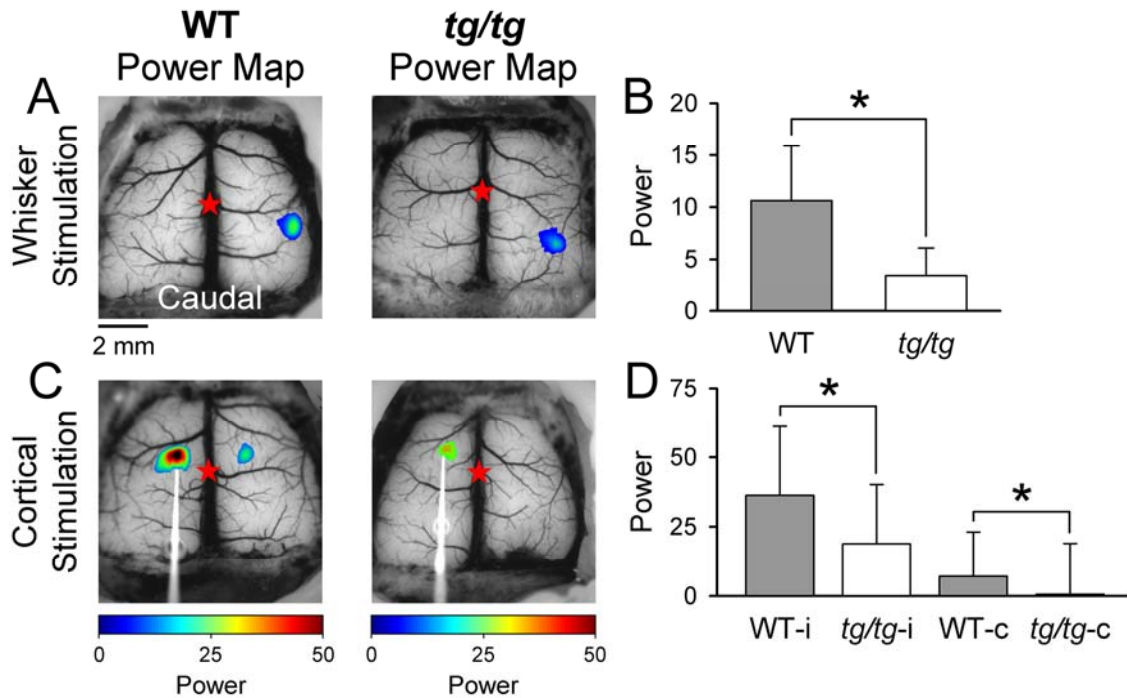 WT
Power Map
tg/tg
Power Map
A
Whisker
Stimulation
Caudal
2 mm
B
Power
20
15
10
5
0
*
WT
tg/tg
C
Cortical
Stimulation
0
25
50
Power
0
25
50
Power
D
Power
75
50
25
0
*
*
WT-i
tg/tg-i
WT-c
tg/tg-c